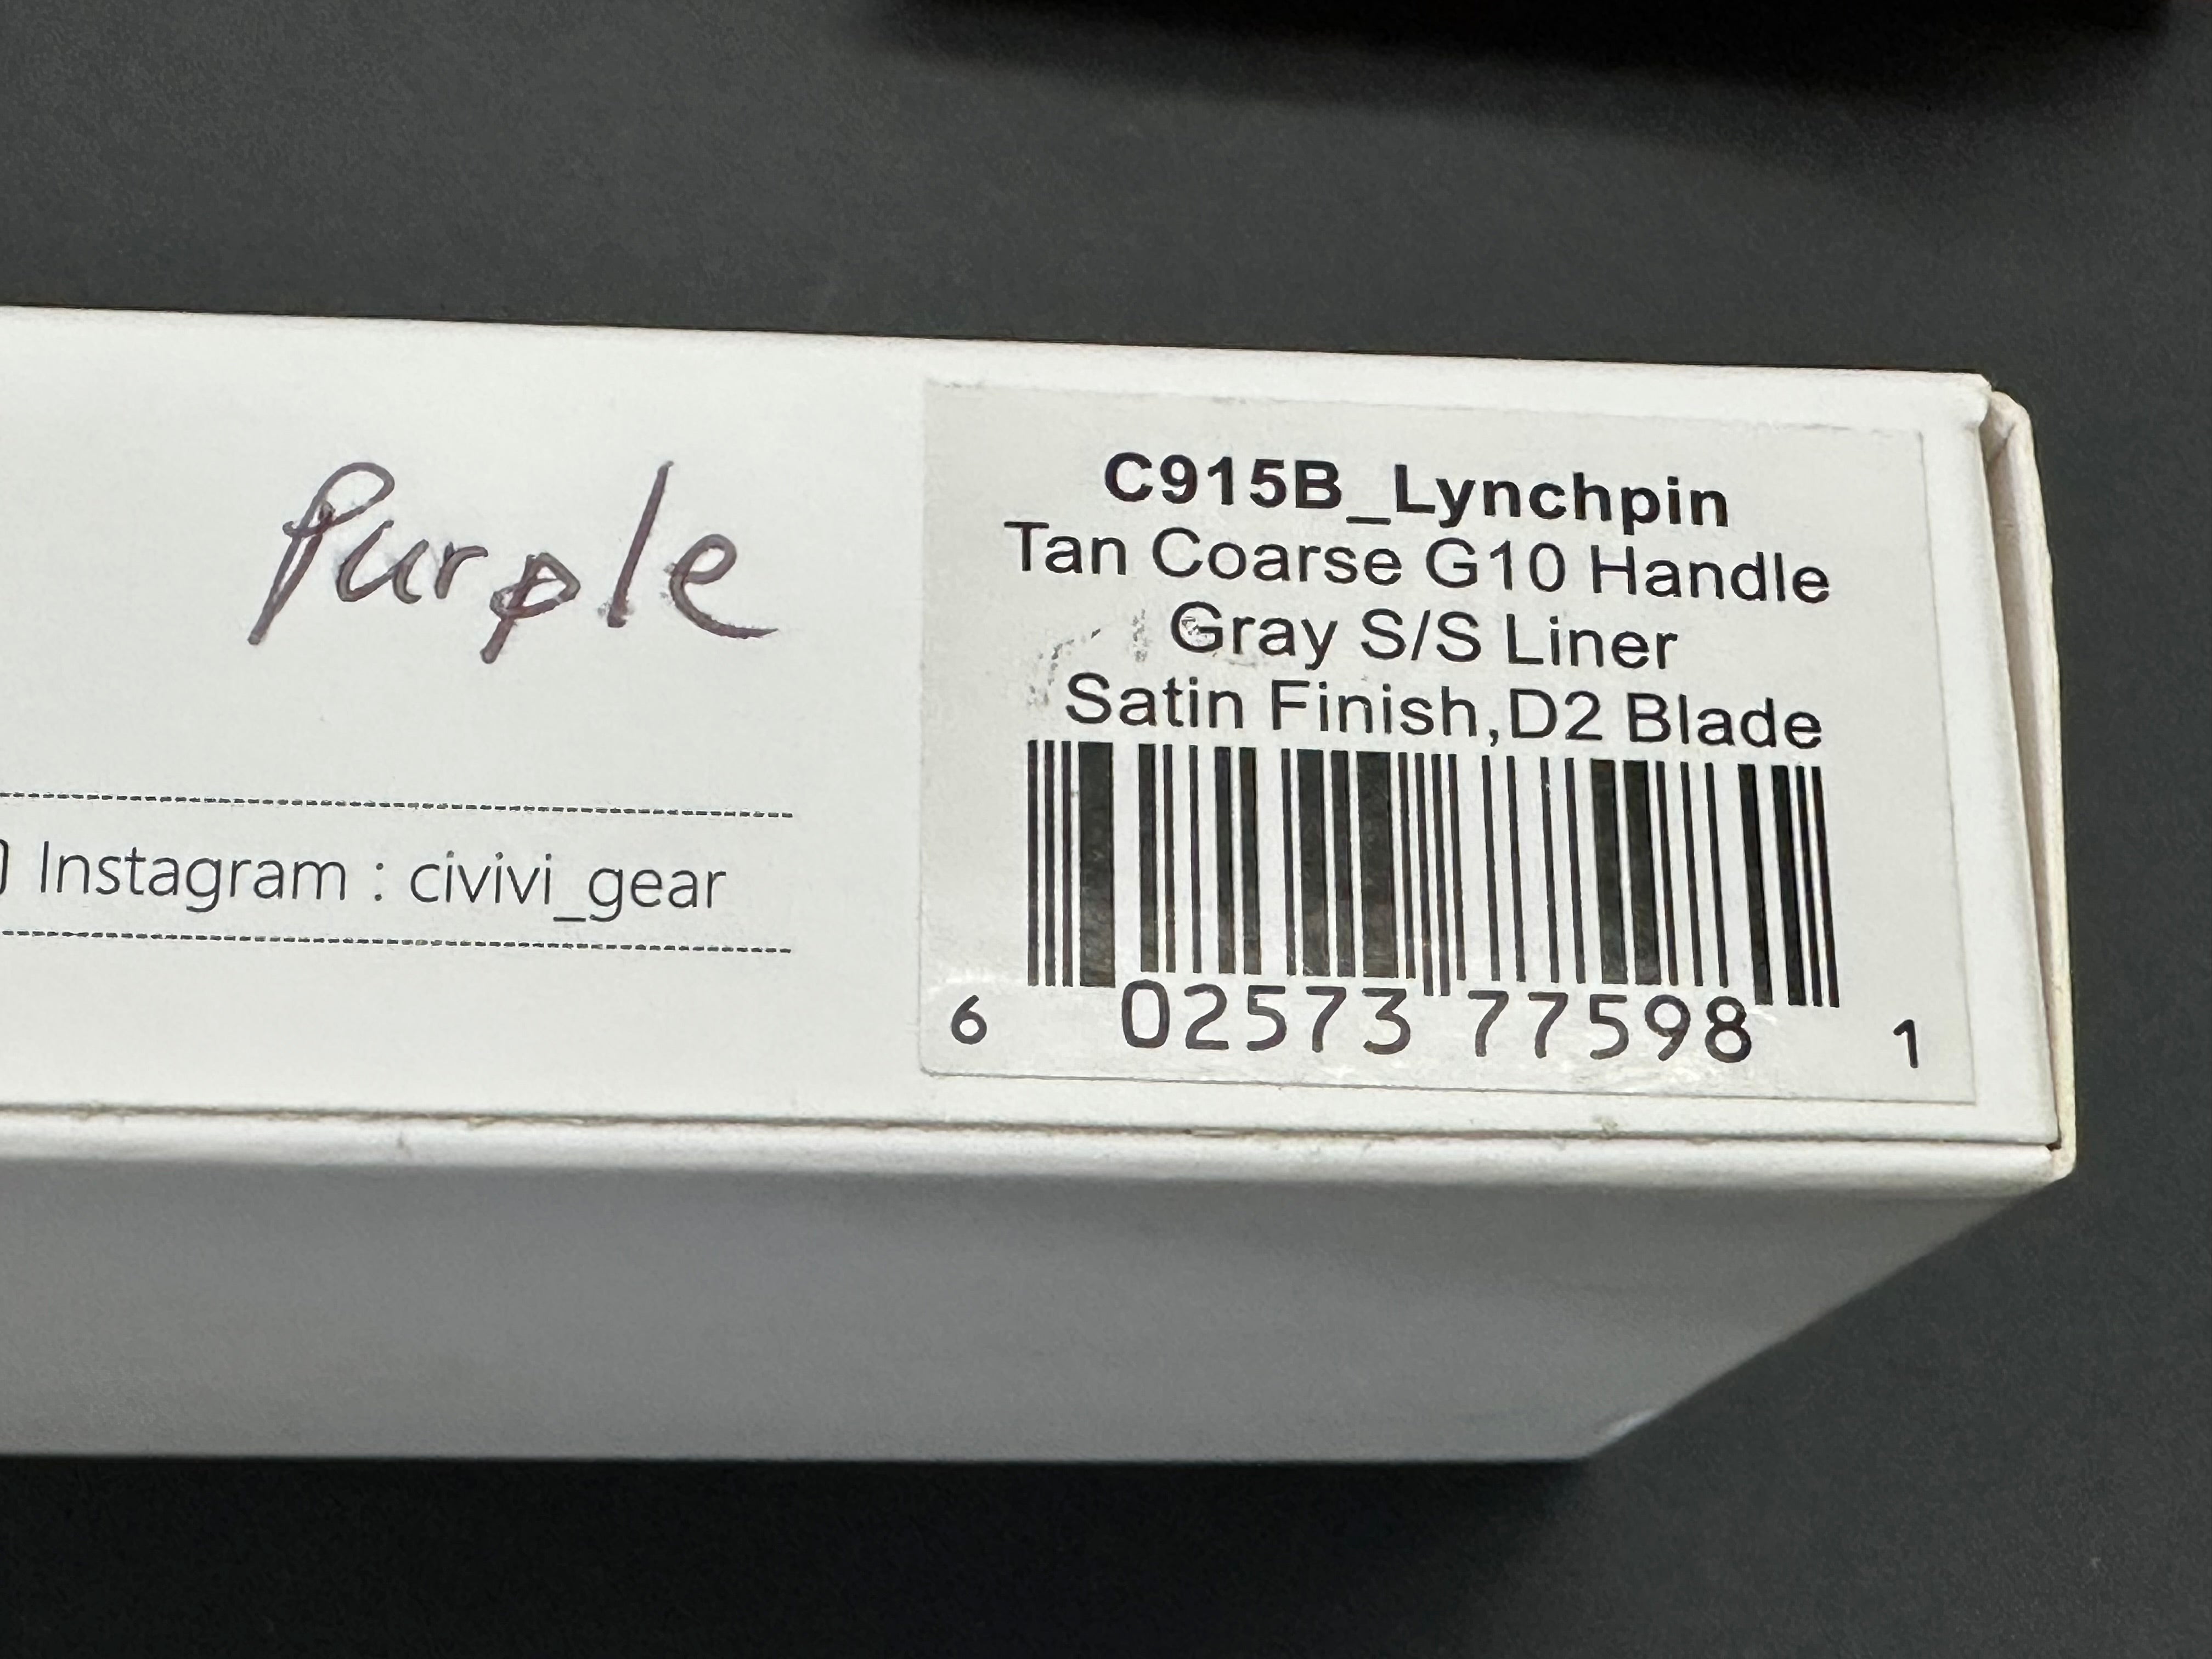 Purple
C915B_Lynchpin
Tan Coarse G10 Handle
Gray S/S Liner
Satin Finish,D2 Blade
6 02573 77598 1
Instagram : civivi_gear